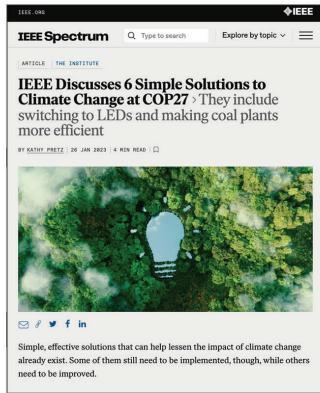 IEEE.ORG
IEEE
IEEE Spectrum
Type to search
Explore by topic
ARTICLE THE INSTITUTE
IEEE Discusses 6 Simple Solutions to
Climate Change at COP27 › They include
switching to LEDs and making coal plants
more efficient
BY KATHY PRETZ 26 JAN 2023 4 MIN READ
Simple, effective solutions that can help lessen the impact of climate change
already exist. Some of them still need to be implemented, though, while others
need to be improved.